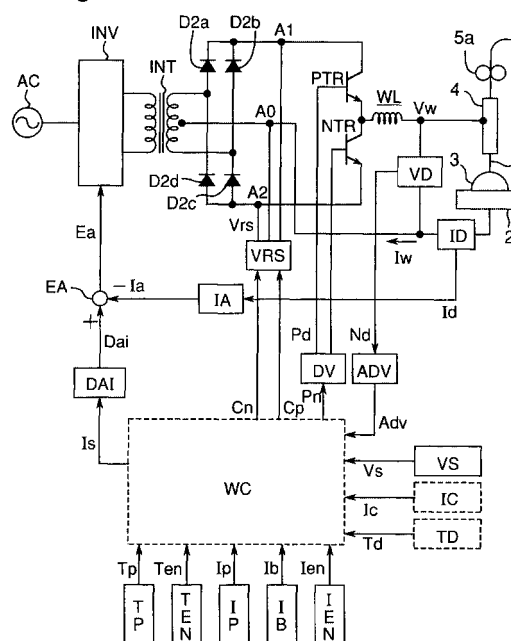 D2a D2b A1
INV
INT
5a
AC
PTR
4
WL
Vw
A0
NTR
3
VD
D2d
A2
D2c
Vrs
2
Ea
VRS
Iw
ID
EA
− Ia
IA
Id
+
Dai
Pd
Nd
DAI
DV
ADV
Cn
Cp
Pn
Is
Adv
Vs
VS
WC
Ic
IC
Td
TD
Tp Ten Ip Ib Ien
TP
TEN
IP
IB
IEN